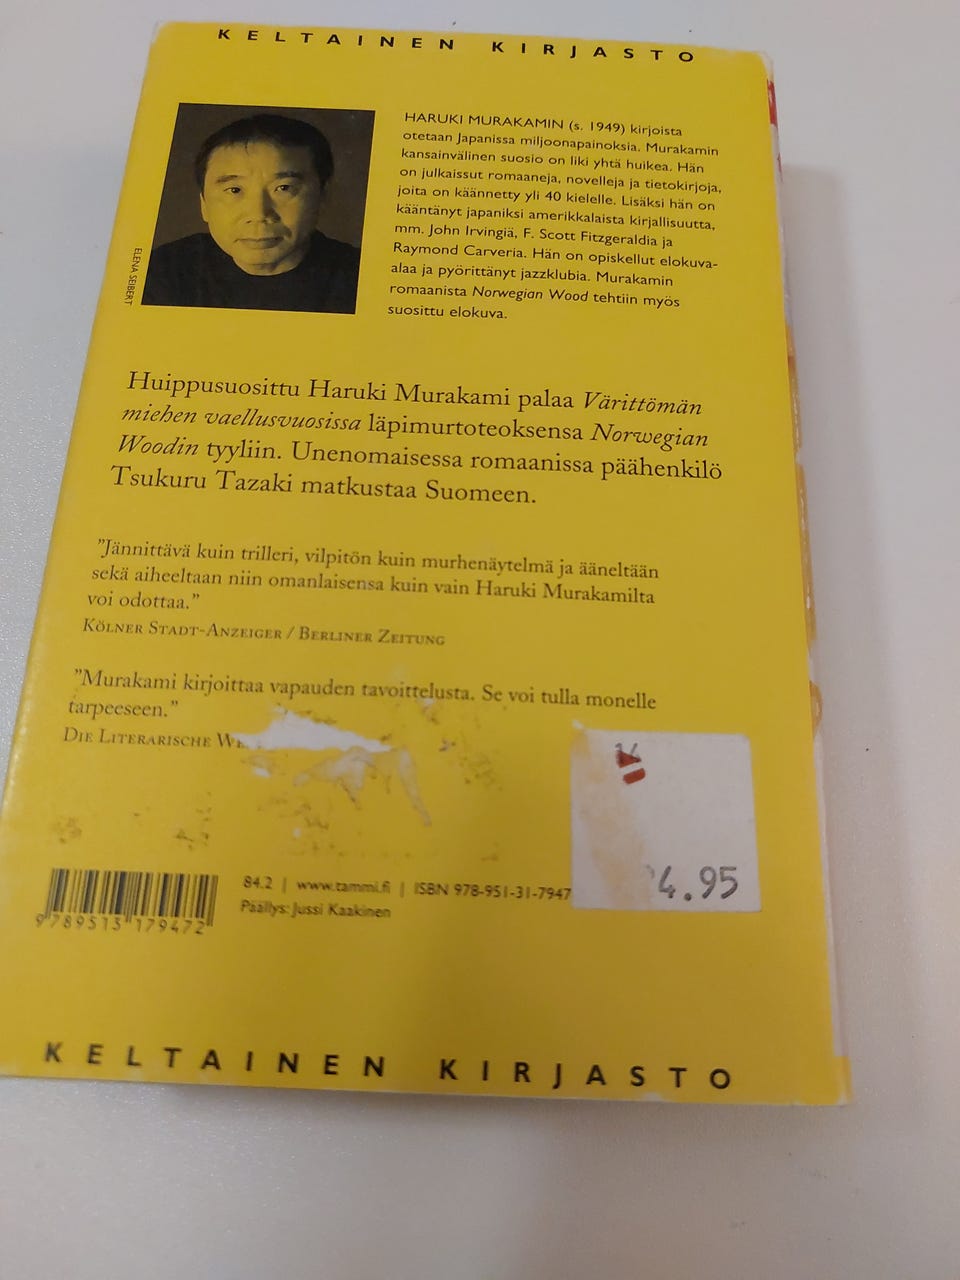 KELTAINEN KIRJASTO
HARUKI MURAKAMIN (s. 1949) kirjoista
otetaan Japanissa miljoonapainoksia. Murakamin
kansainvälinen suosio on liki yhtä huikea. Hän
on julkaissut romaaneja, novelleja ja tietokirjoja,
joita on käännetty yli 40 kielelle. Lisäksi hän on
kääntänyt japaniksi amerikkalaista kirjallisuutta,
mm. John Irvingiä, F. Scott Fitzgeraldia ja
Raymond Carveria. Hän on opiskellut elokuva-
alaa ja pyörittänyt jazzklubia. Murakamin
romaanista Norwegian Wood tehtiin myös
suosittu elokuva.
ELENA SEIBERT
Huippusuosittu Haruki Murakami palaa Värittömän
miehen vaellusvuosissa läpimurtoteoksensa Norwegian
Woodin tyyliin. Unenomaisessa romaanissa päähenkilö
Tsukuru Tazaki matkustaa Suomeen.
"Jännittävä kuin trilleri, vilpitön kuin murhenäytelmä ja ääneltään
sekä aiheeltaan niin omanlaisensa kuin vain Haruki Murakamilta
voi odottaa."
KÖLNER STADT-ANZEIGER / BERLINER ZEITUNG
"Murakami kirjoittaa vapauden tavoittelusta. Se voi tulla monelle
tarpeeseen."
DIE LITERARISCHE
4.95
84.2 | www.tammi.fi | ISBN 978-951-31-7947
Päällys: Jussi Kaakinen
9789513179472
KELTAINEN KIRJASTO